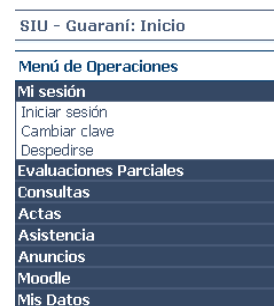 SIU - Guaraní: Inicio
Menú de Operaciones
Mi sesión
Iniciar sesión
Cambiar clave
Despedirse
Evaluaciones Parciales
Consultas
Actas
Asistencia
Anuncios
Moodle
Mis Datos